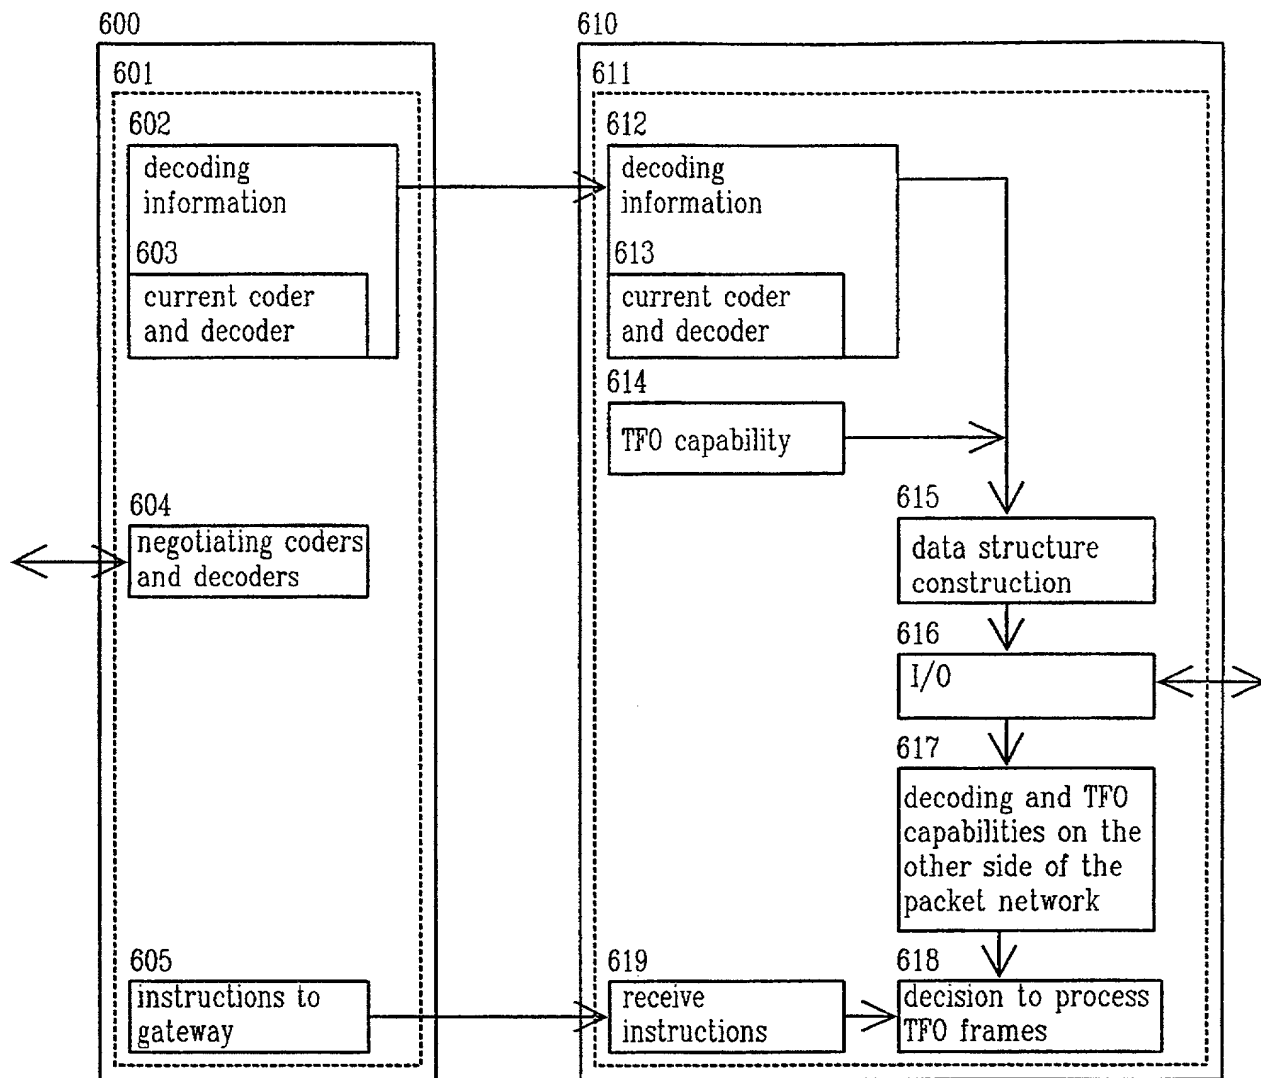 600
601
602
decoding
information
603
current coder
and decoder
604
negotiating coders
and decoders
605
instructions to
gateway
610
611
612
decoding
information
613
current coder
and decoder
614
TFO capability
615
data structure
construction
616
I/O
617
decoding and TFO
capabilities on the
other side of the
packet network
619
receive
instructions
618
decision to process
TFO frames